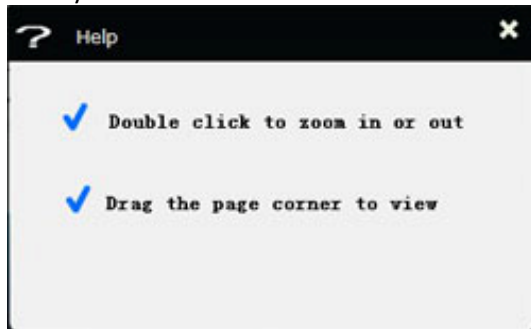 Help
Double click to zoom in or out
Drag the page corner to view